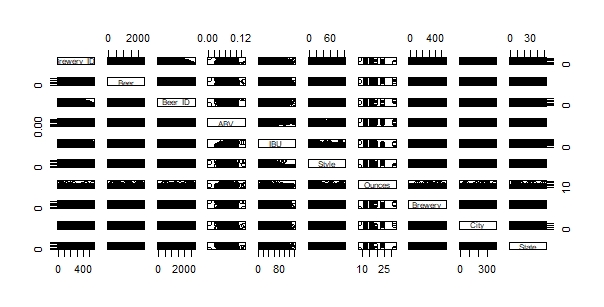 0 2000 0.00 0.12 0 60 0 400 0 30
Brewery_ID 0
0 Beer
Beer_ID 0
0.00 ABV
IBU 0
0 Style
Ounces 10
0 Brewery
City 0
0 State
0 400 0 2000 0 80 10 25 0 300